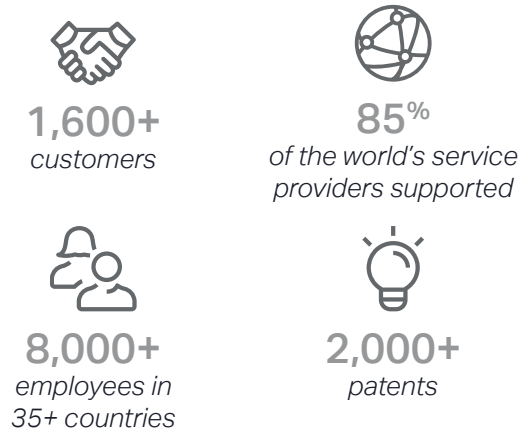 1,600+
customers
85%
of the world's service
providers supported
8,000+
employees in
35+ countries
2,000+
patents